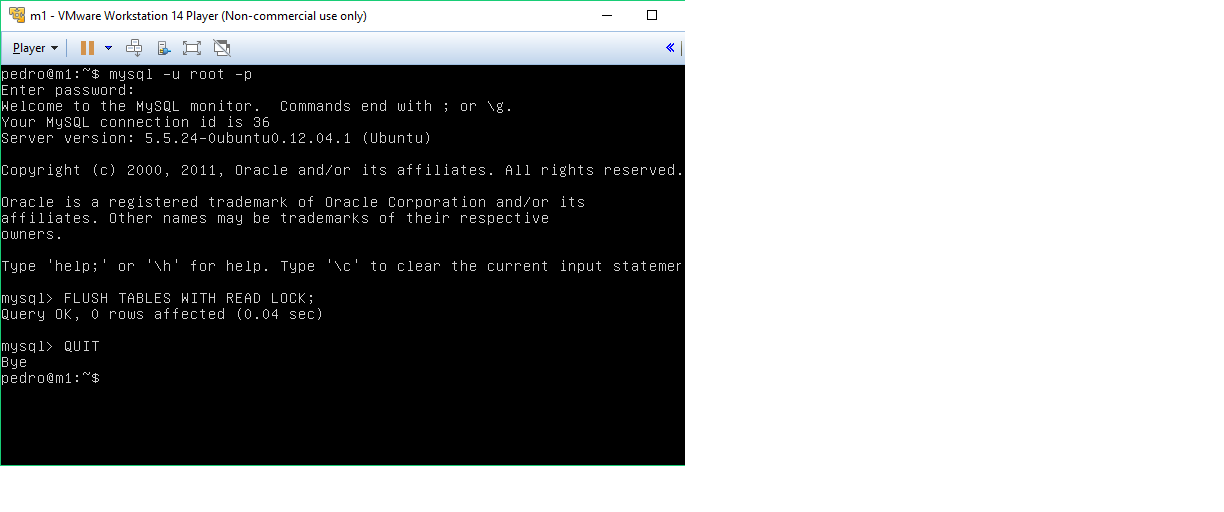 m1 - VMware Workstation 14 Player (Non-commercial use only)
Player
pedro@m1:~$ mysql -u root -p
Enter password:
Welcome to the MySQL monitor.  Commands end with ; or \g.
Your MySQL connection id is 36
Server version: 5.5.24-0ubuntu0.12.04.1 (Ubuntu)
Copyright (c) 2000, 2011, Oracle and/or its affiliates. All rights reserved.
Oracle is a registered trademark of Oracle Corporation and/or its
affiliates. Other names may be trademarks of their respective
owners.
Type 'help;' or '\h' for help. Type '\c' to clear the current input statemer
mysql> FLUSH TABLES WITH READ LOCK;
Query OK, 0 rows affected (0.04 sec)
mysql> QUIT
Bye
pedro@m1:~$